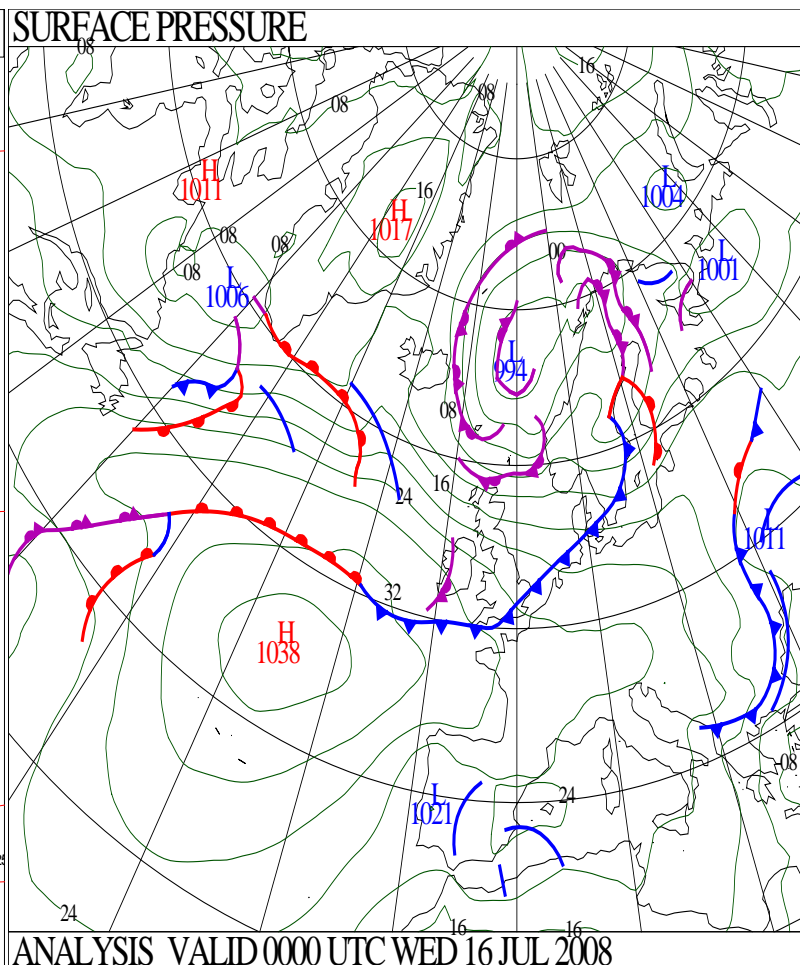 SURFACE PRESSURE
08
16
08
08
L
1004
H
1011
16
H
1017
08
08
00
L
1001
08
L
1006
L
994
08
16
24
L
1011
32
H
1038
08
L
1021
24
24
16
16
ANALYSIS VALID 0000 UTC WED 16 JUL 2008